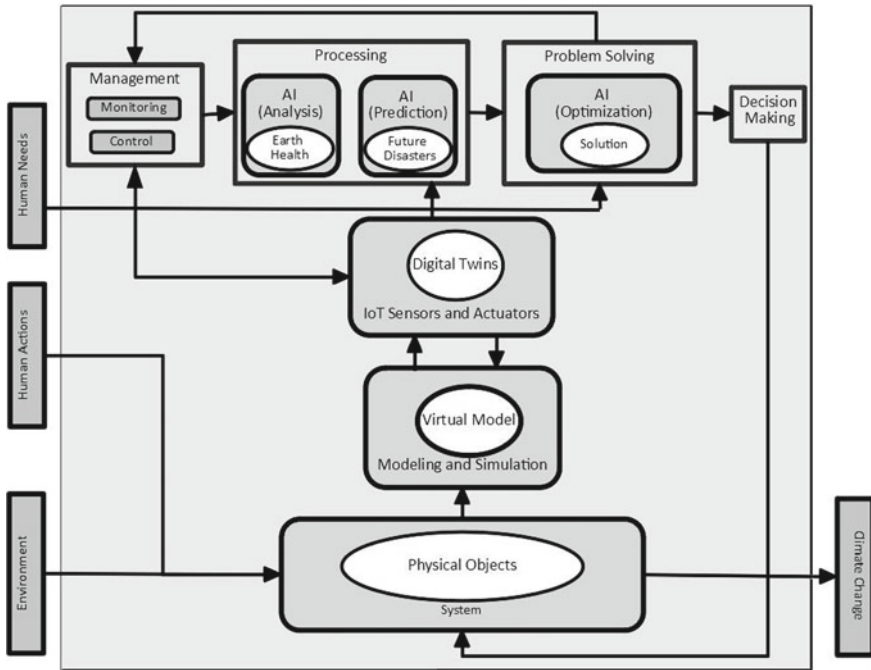 Processing
Problem Solving
Management
Monitoring
Control
AI
(Analysis)
Earth
Health
AI
(Prediction)
Future
Disasters
AI
(Optimization)
Solution
Decision
Making
Human Needs
Digital Twins
IoT Sensors and Actuators
Human Actions
Virtual Model
Modeling and Simulation
Environment
Physical Objects
System
Climate Change